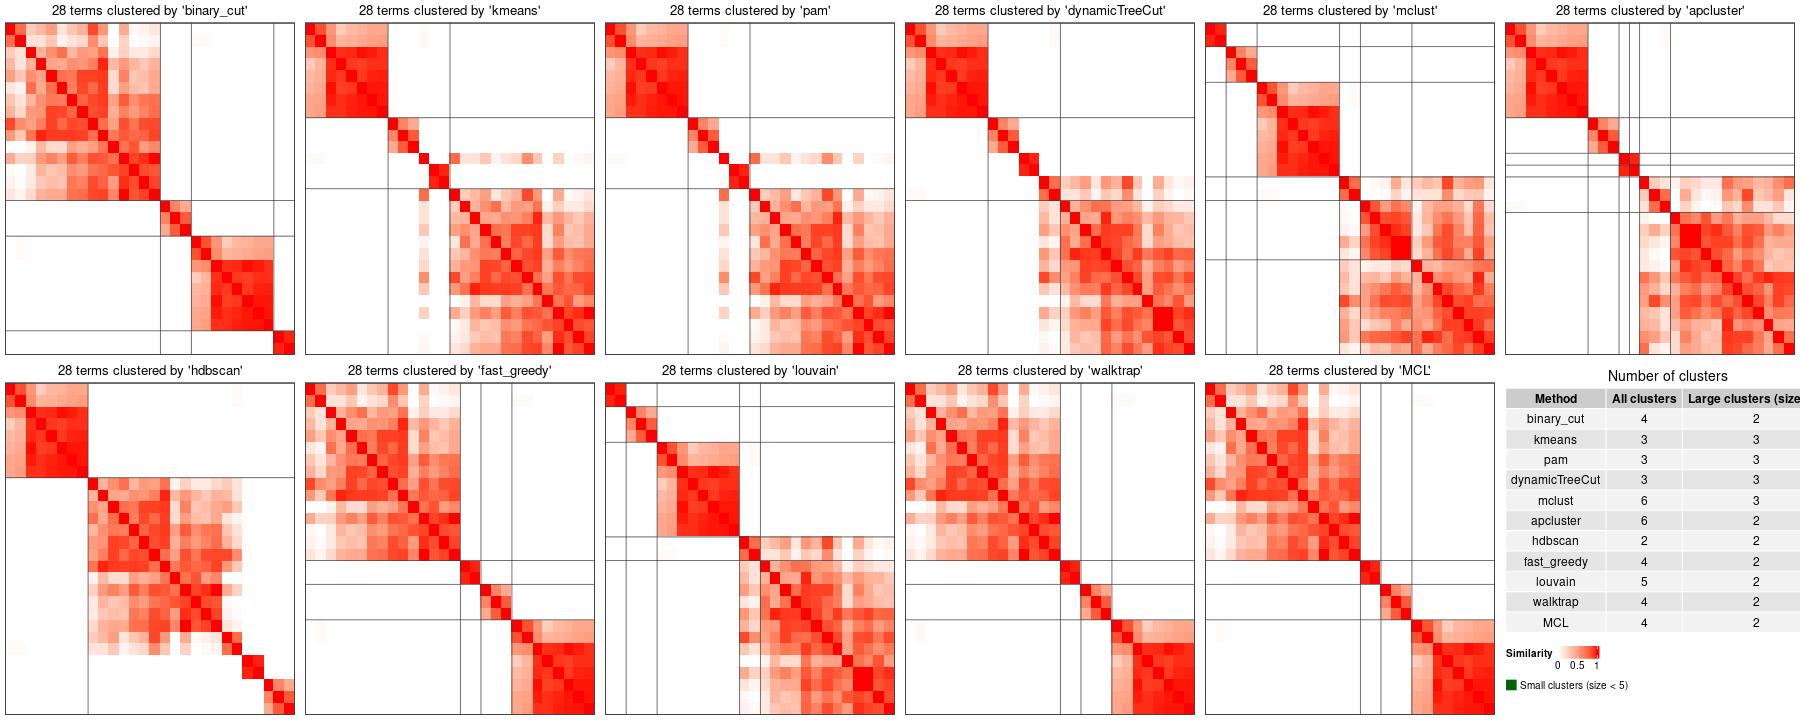 28 terms clustered by 'binary_cut'
28 terms clustered by 'kmeans'
28 terms clustered by 'pam'
28 terms clustered by 'dynamicTreeCut'
28 terms clustered by 'mclust'
28 terms clustered by 'apcluster'
28 terms clustered by 'hdbscan'
28 terms clustered by 'fast_greedy'
28 terms clustered by 'louvain'
28 terms clustered by 'walktrap'
28 terms clustered by 'MCL'
Number of clusters
Method All clusters Large clusters (size
binary_cut 4 2
kmeans 3 3
pam 3 3
dynamicTreeCut 3 3
mclust 6 3
apcluster 6 2
hdbscan 2 2
fast_greedy 4 2
louvain 5 2
walktrap 4 2
MCL 4 2
Similarity
0 0.5 1
Small clusters (size < 5)